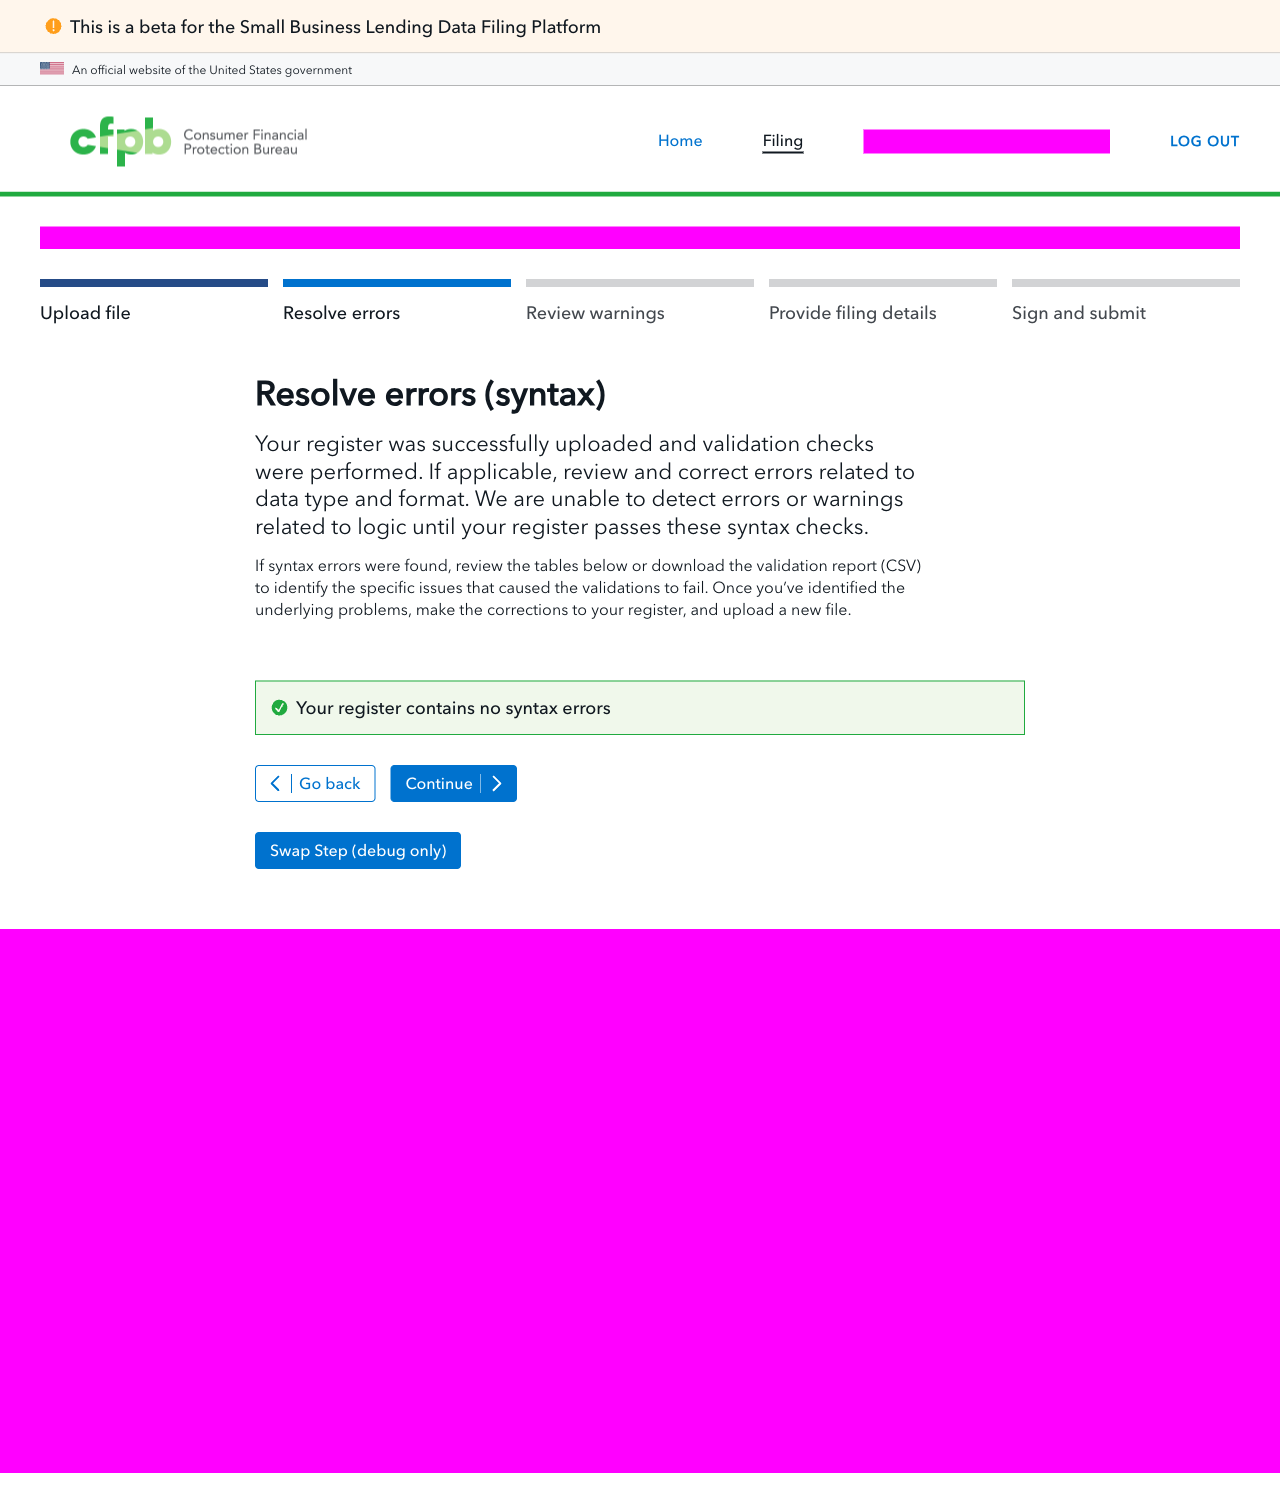 This is a beta for the Small Business Lending Data Filing Platform
An official website of the United States government
cfpb Consumer Financial Protection Bureau
Home Filing LOG OUT
Upload file Resolve errors Review warnings Provide filing details Sign and submit
Resolve errors (syntax)
Your register was successfully uploaded and validation checks
were performed. If applicable, review and correct errors related to
data type and format. We are unable to detect errors or warnings
related to logic until your register passes these syntax checks.
If syntax errors were found, review the tables below or download the validation report (CSV)
to identify the specific issues that caused the validations to fail. Once you’ve identified the
underlying problems, make the corrections to your register, and upload a new file.
Your register contains no syntax errors
Go back Continue
Swap Step (debug only)